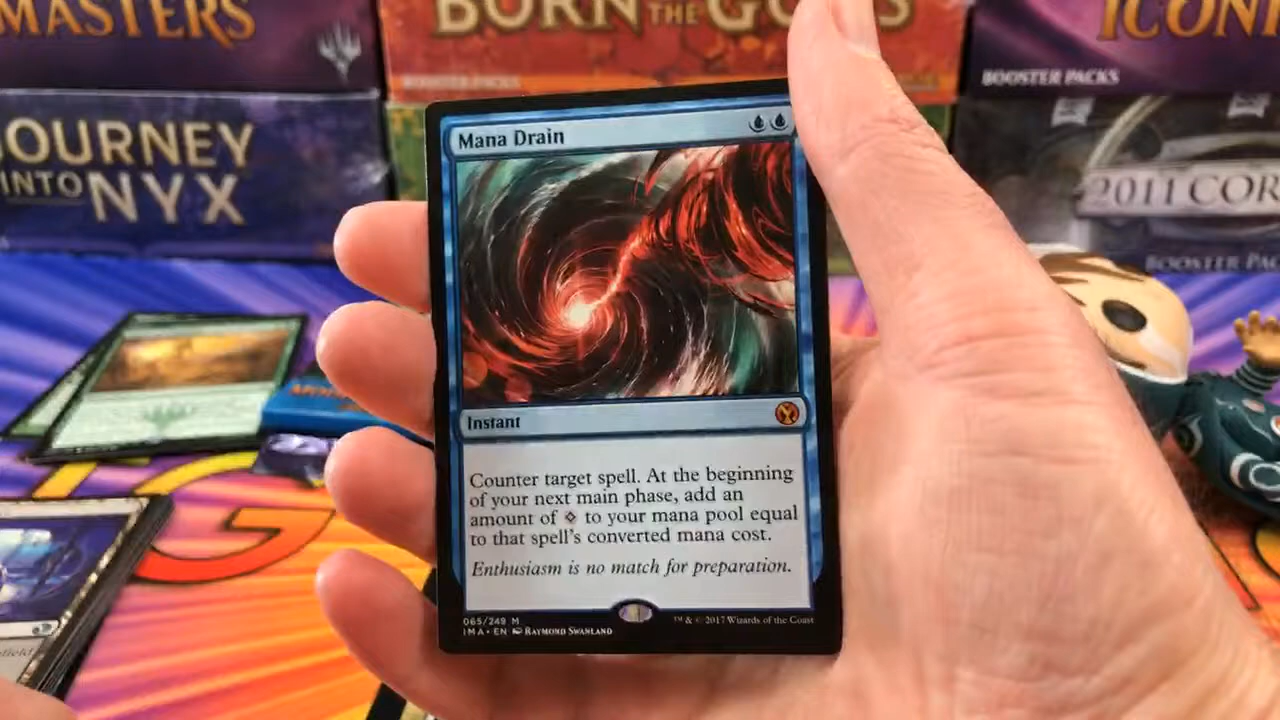 MASTERS
BORN THE GODS
BOOSTER PACKS
BOOSTER PACKS
JOURNEY
INTO NYX
2011 COR
BOOSTER PAC
Mana Drain
Instant
Counter target spell. At the beginning
of your next main phase, add an
amount of to your mana pool equal
to that spell's converted mana cost.
Enthusiasm is no match for preparation.
065/249 M
IMA • EN RAYMOND SWANLAND
™ & © 2017 Wizards of the Coast
G